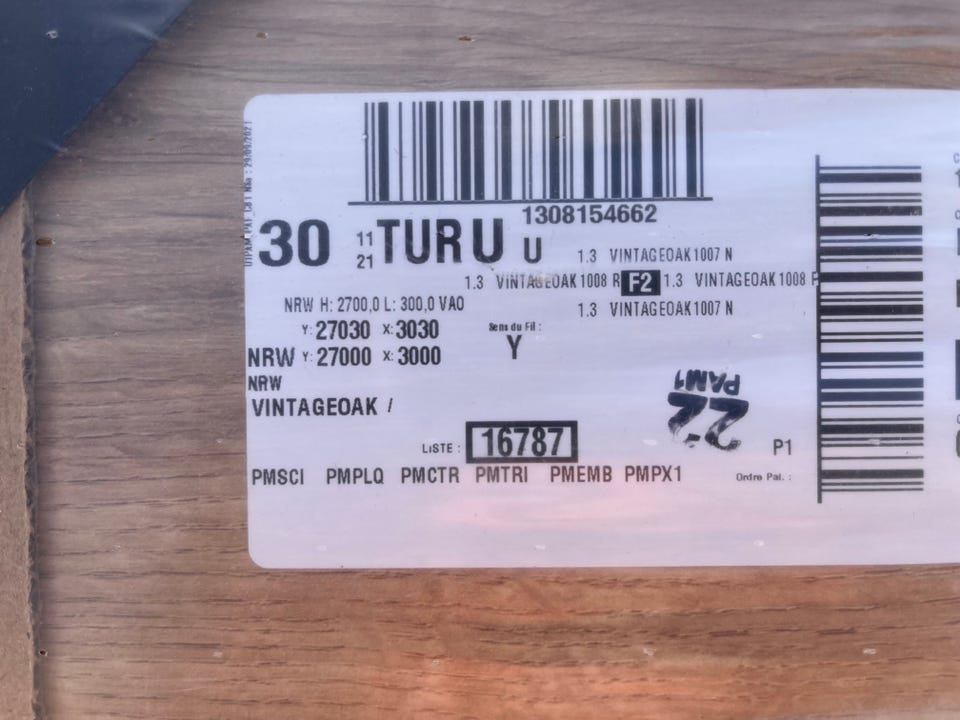 1308154662
30 11 21 TURU U 1.3 VINTAGEOAK1007 N
1.3 VINTAGEOAK1008 R F2 1.3 VINTAGEOAK1008
NRW H: 2700,0 L: 300,0 VAO 1.3 VINTAGEOAK1007 N
Y: 27030 X: 3030 Sens du Fil :
NRW Y: 27000 X: 3000 Y
NRW
VINTAGEOAK /
22 PAM1
LISTE : 16787 P1
PMSCI PMPLQ PMCTR PMTRI PMEMB PMPX1 Ordre Pal. :